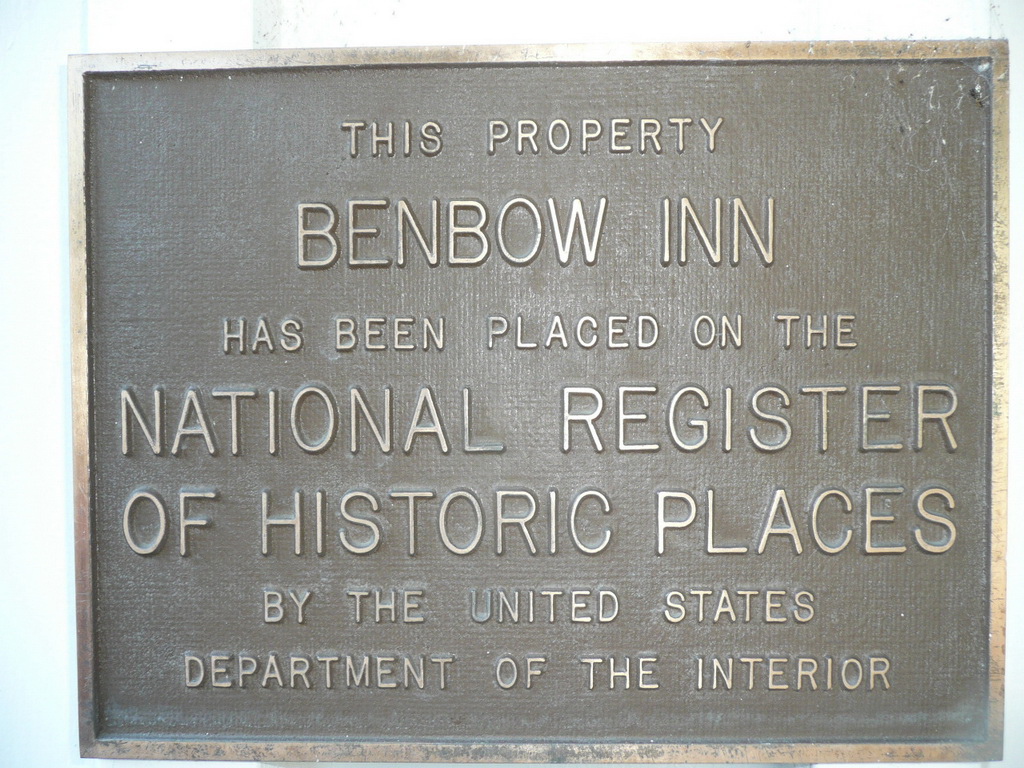 THIS PROPERTY
BENBOW INN
HAS BEEN PLACED ON THE
NATIONAL REGISTER
OF HISTORIC PLACES
BY THE UNITED STATES
DEPARTMENT OF THE INTERIOR